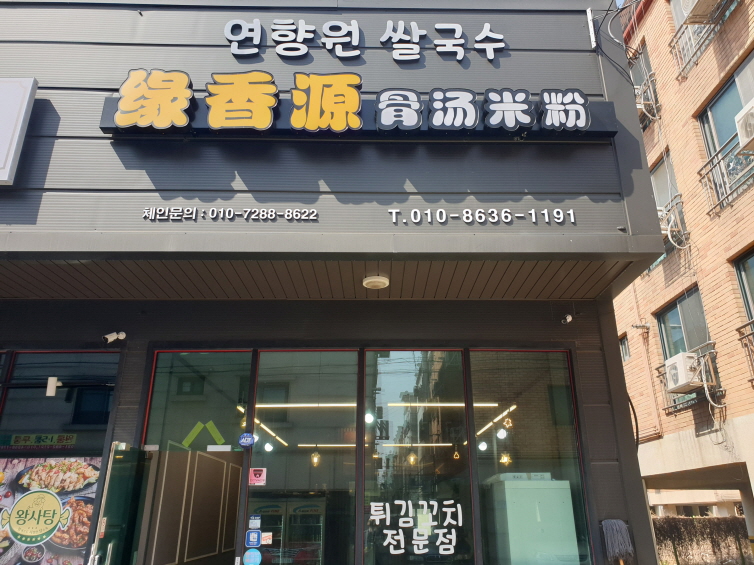 연향원 쌀국수
绿香源 骨汤米粉
체인문의 : 010-7288-8622
T.010-8636-1191
튀김꼬치
전문점
왕사탕